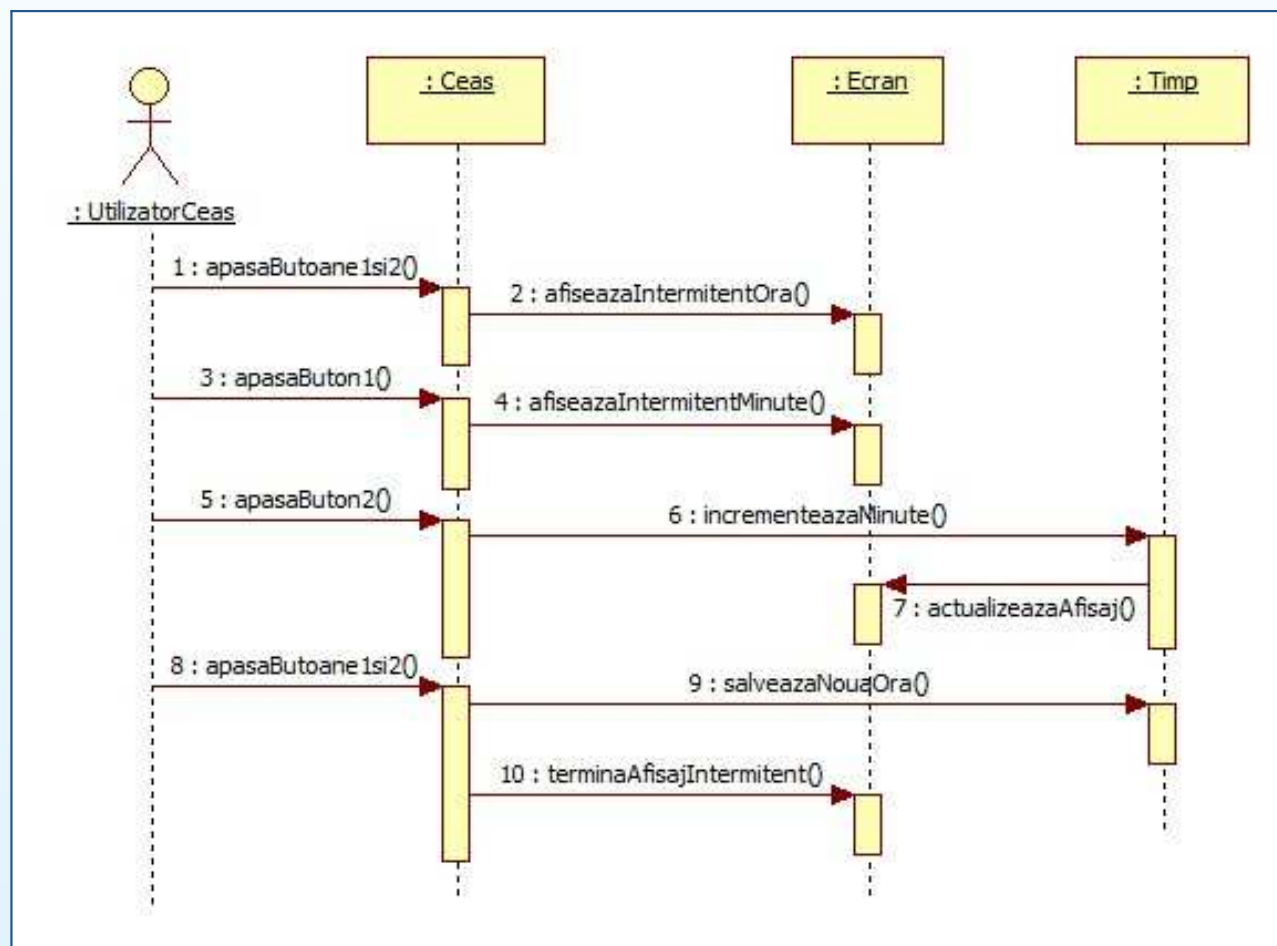 : Ceas
: Ecran
: Timp
: UtilizatorCeas
1 : apasaButoane1si2()
2 : afiseazaIntermitentOra()
3 : apasaButon1()
4 : afiseazaIntermitentMinute()
5 : apasaButon2()
6 : incrementeazaMinute()
7 : actualizeazaAfisaj()
8 : apasaButoane1si2()
9 : salveazaNouaOra()
10 : terminaAfisajIntermitent()